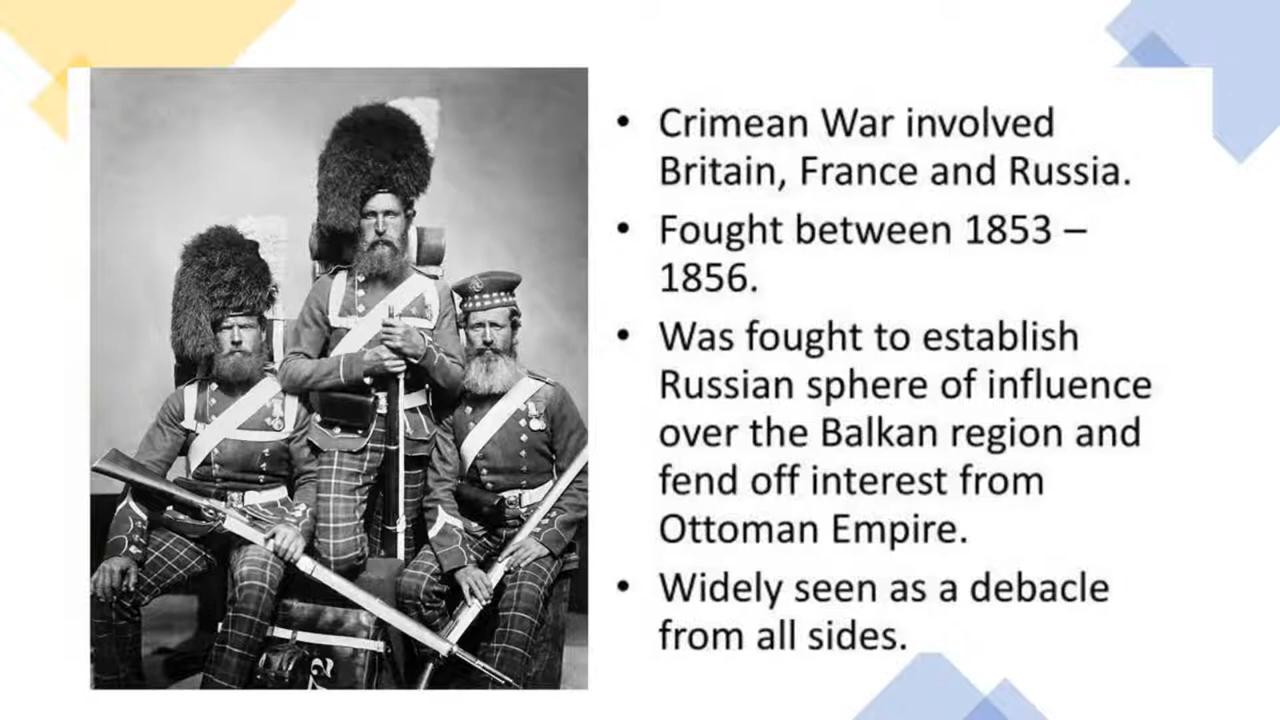 • Crimean War involved
Britain, France and Russia.
• Fought between 1853 –
1856.
• Was fought to establish
Russian sphere of influence
over the Balkan region and
fend off interest from
Ottoman Empire.
• Widely seen as a debacle
from all sides.
72